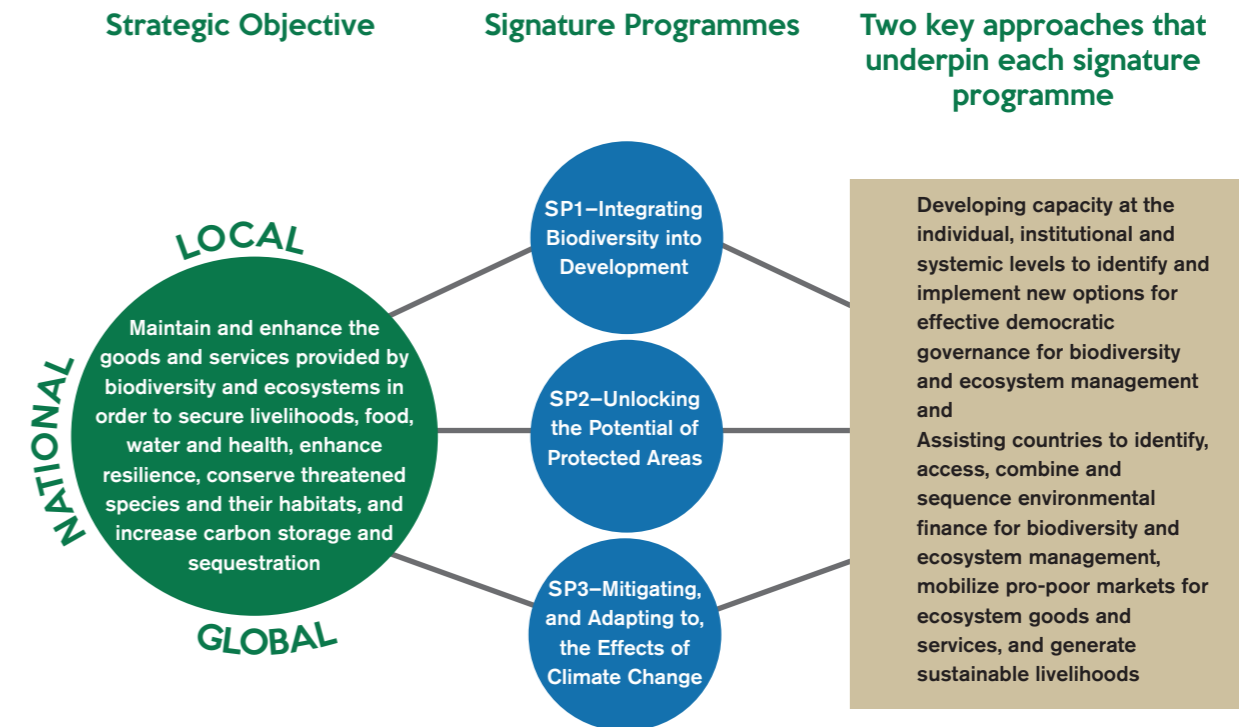 Strategic Objective
Signature Programmes
Two key approaches that
underpin each signature
programme
LOCAL
NATIONAL
GLOBAL
Maintain and enhance the
goods and services provided by
biodiversity and ecosystems in
order to secure livelihoods, food,
water and health, enhance
resilience, conserve threatened
species and their habitats, and
increase carbon storage and
sequestration
SP1–Integrating
Biodiversity into
Development
SP2–Unlocking
the Potential of
Protected Areas
SP3–Mitigating,
and Adapting to,
the Effects of
Climate Change
Developing capacity at the
individual, institutional and
systemic levels to identify and
implement new options for
effective democratic
governance for biodiversity
and ecosystem management
and
Assisting countries to identify,
access, combine and
sequence environmental
finance for biodiversity and
ecosystem management,
mobilize pro-poor markets for
ecosystem goods and
services, and generate
sustainable livelihoods